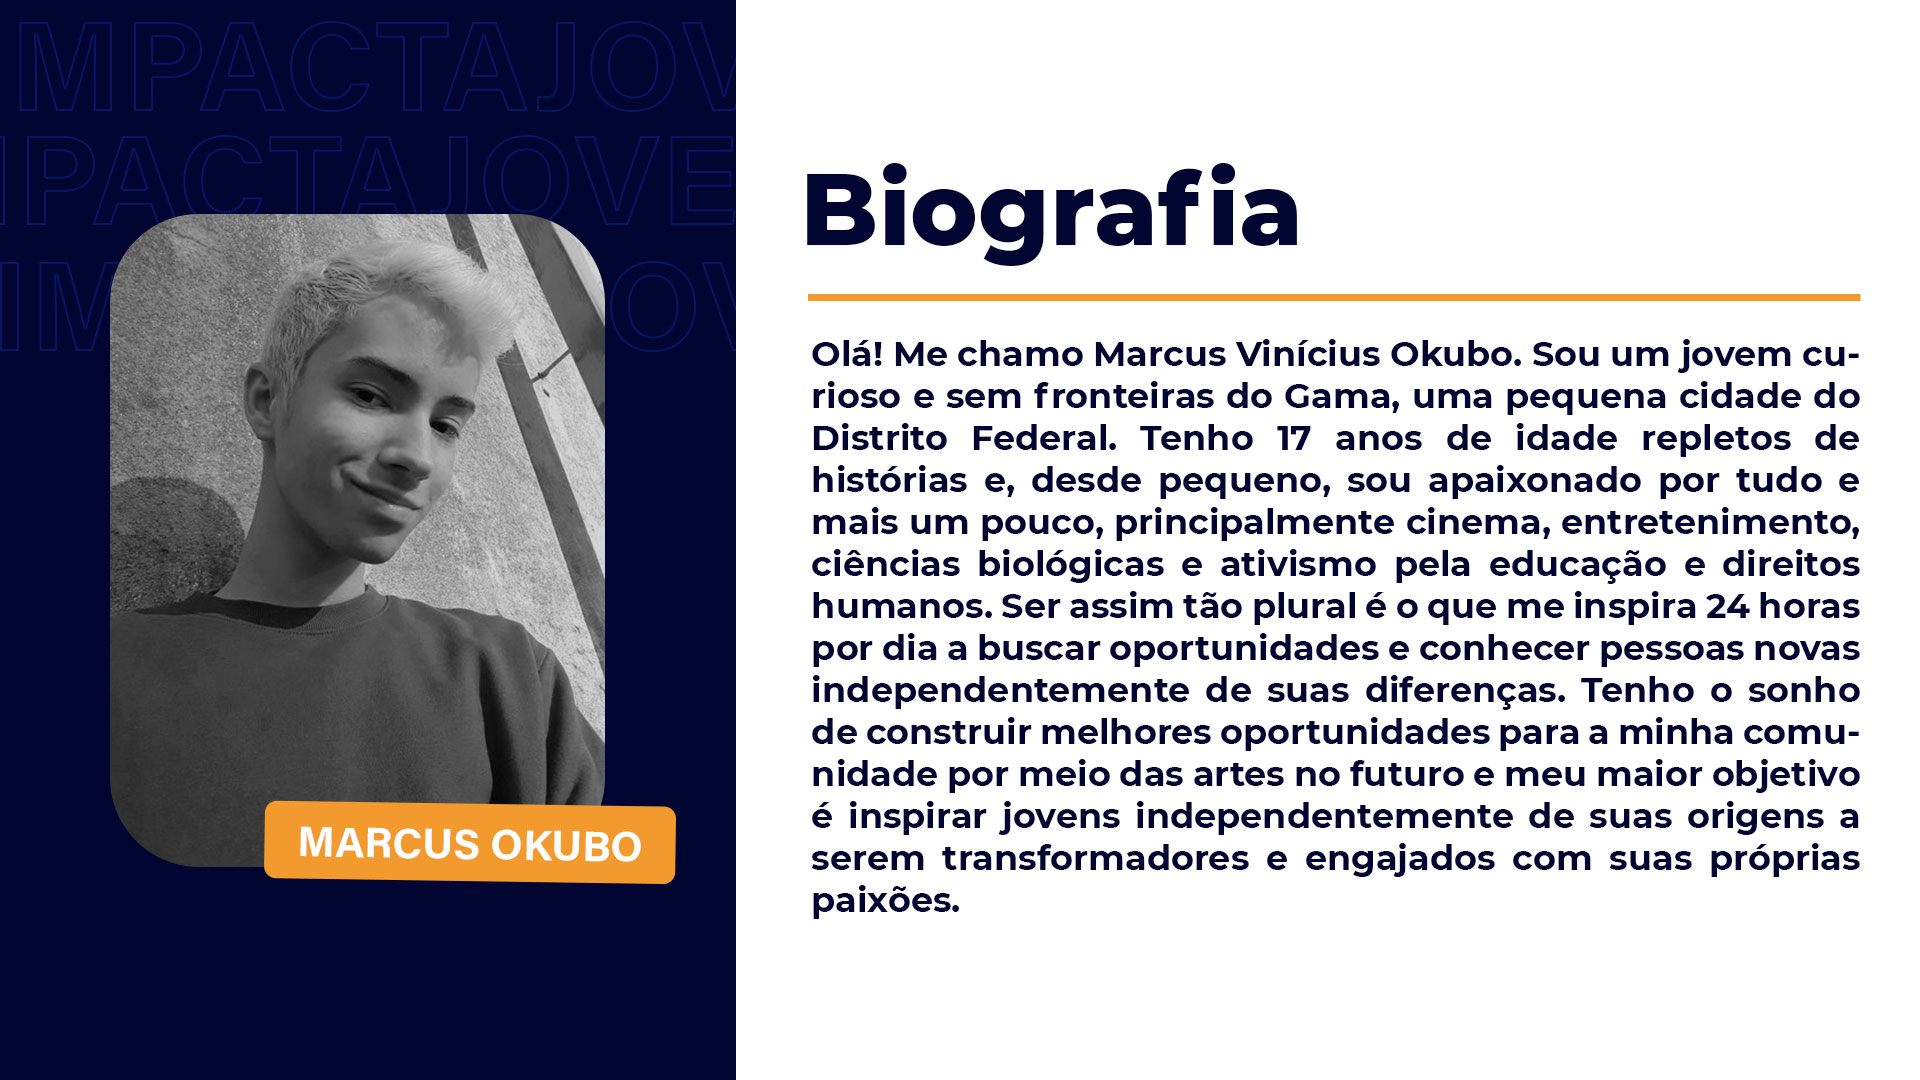 IMPACTAJOV
MPACTAJOVE
IM
OV
MARCUS OKUBO
Biografia
Olá! Me chamo Marcus Vinícius Okubo. Sou um jovem cu-
rioso e sem fronteiras do Gama, uma pequena cidade do
Distrito Federal. Tenho 17 anos de idade repletos de
histórias e, desde pequeno, sou apaixonado por tudo e
mais um pouco, principalmente cinema, entretenimento,
ciências biológicas e ativismo pela educação e direitos
humanos. Ser assim tão plural é o que me inspira 24 horas
por dia a buscar oportunidades e conhecer pessoas novas
independentemente de suas diferenças. Tenho o sonho
de construir melhores oportunidades para a minha comu-
nidade por meio das artes no futuro e meu maior objetivo
é inspirar jovens independentemente de suas origens a
serem transformadores e engajados com suas próprias
paixões.